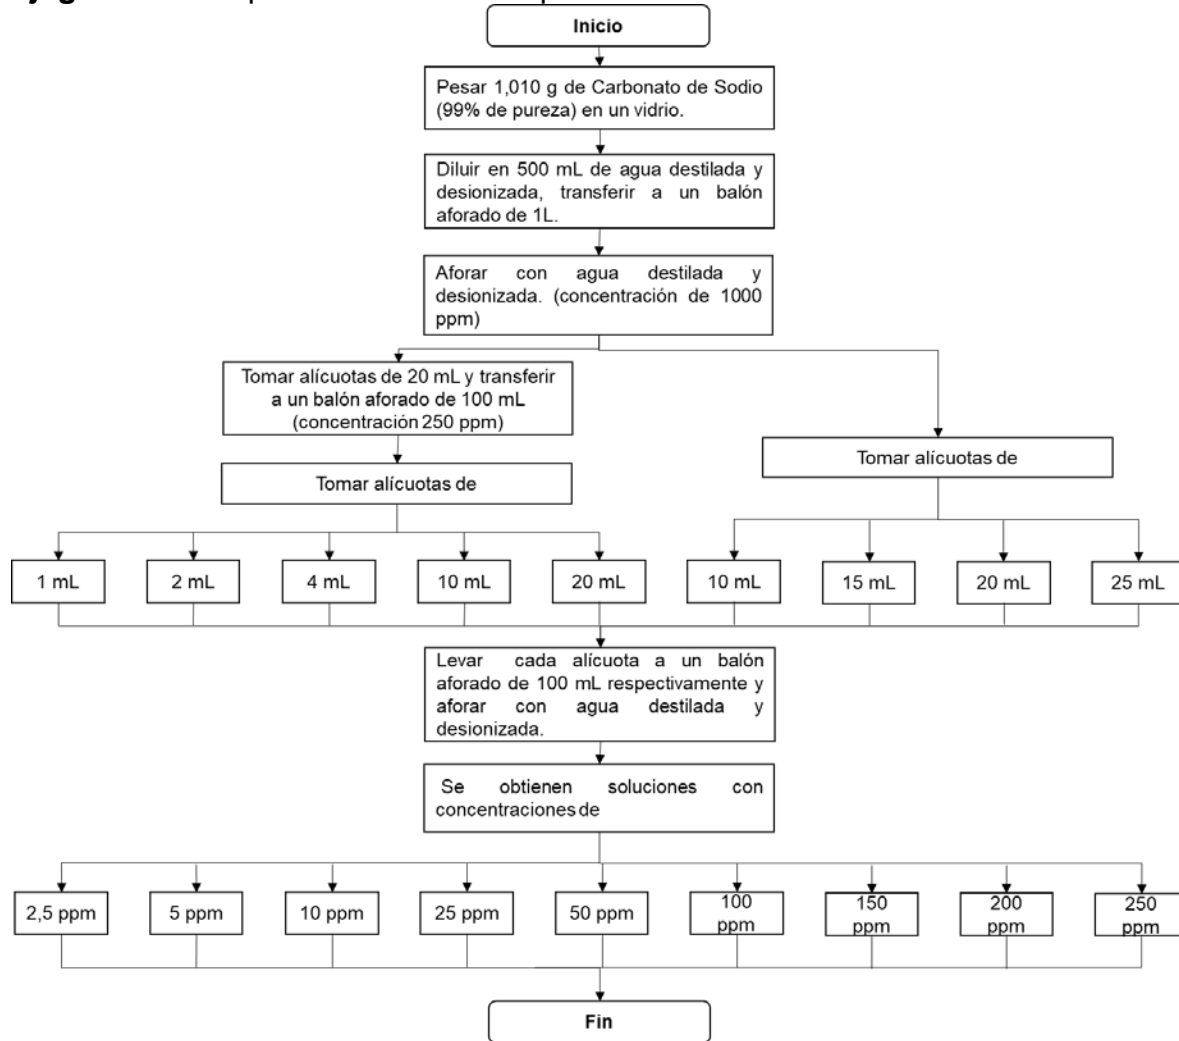 Inicio
Pesar 1,010 g de Carbonato de Sodio
(99% de pureza) en un vidrio.
Diluir en 500 mL de agua destilada y
desionizada, transferir a un balón
aforado de 1L.
Aforar con agua destilada y
desionizada. (concentración de 1000
ppm)
Tomar alícuotas de 20 mL y transferir
a un balón aforado de 100 mL
(concentración 250 ppm)
Tomar alícuotas de
Tomar alícuotas de
1 mL
2 mL
4 mL
10 mL
20 mL
10 mL
15 mL
20 mL
25 mL
Levar cada alícuota a un balón
aforado de 100 mL respectivamente y
aforar con agua destilada y
desionizada.
Se obtienen soluciones con
concentraciones de
2,5 ppm
5 ppm
10 ppm
25 ppm
50 ppm
100
ppm
150
ppm
200
ppm
250
ppm
Fin